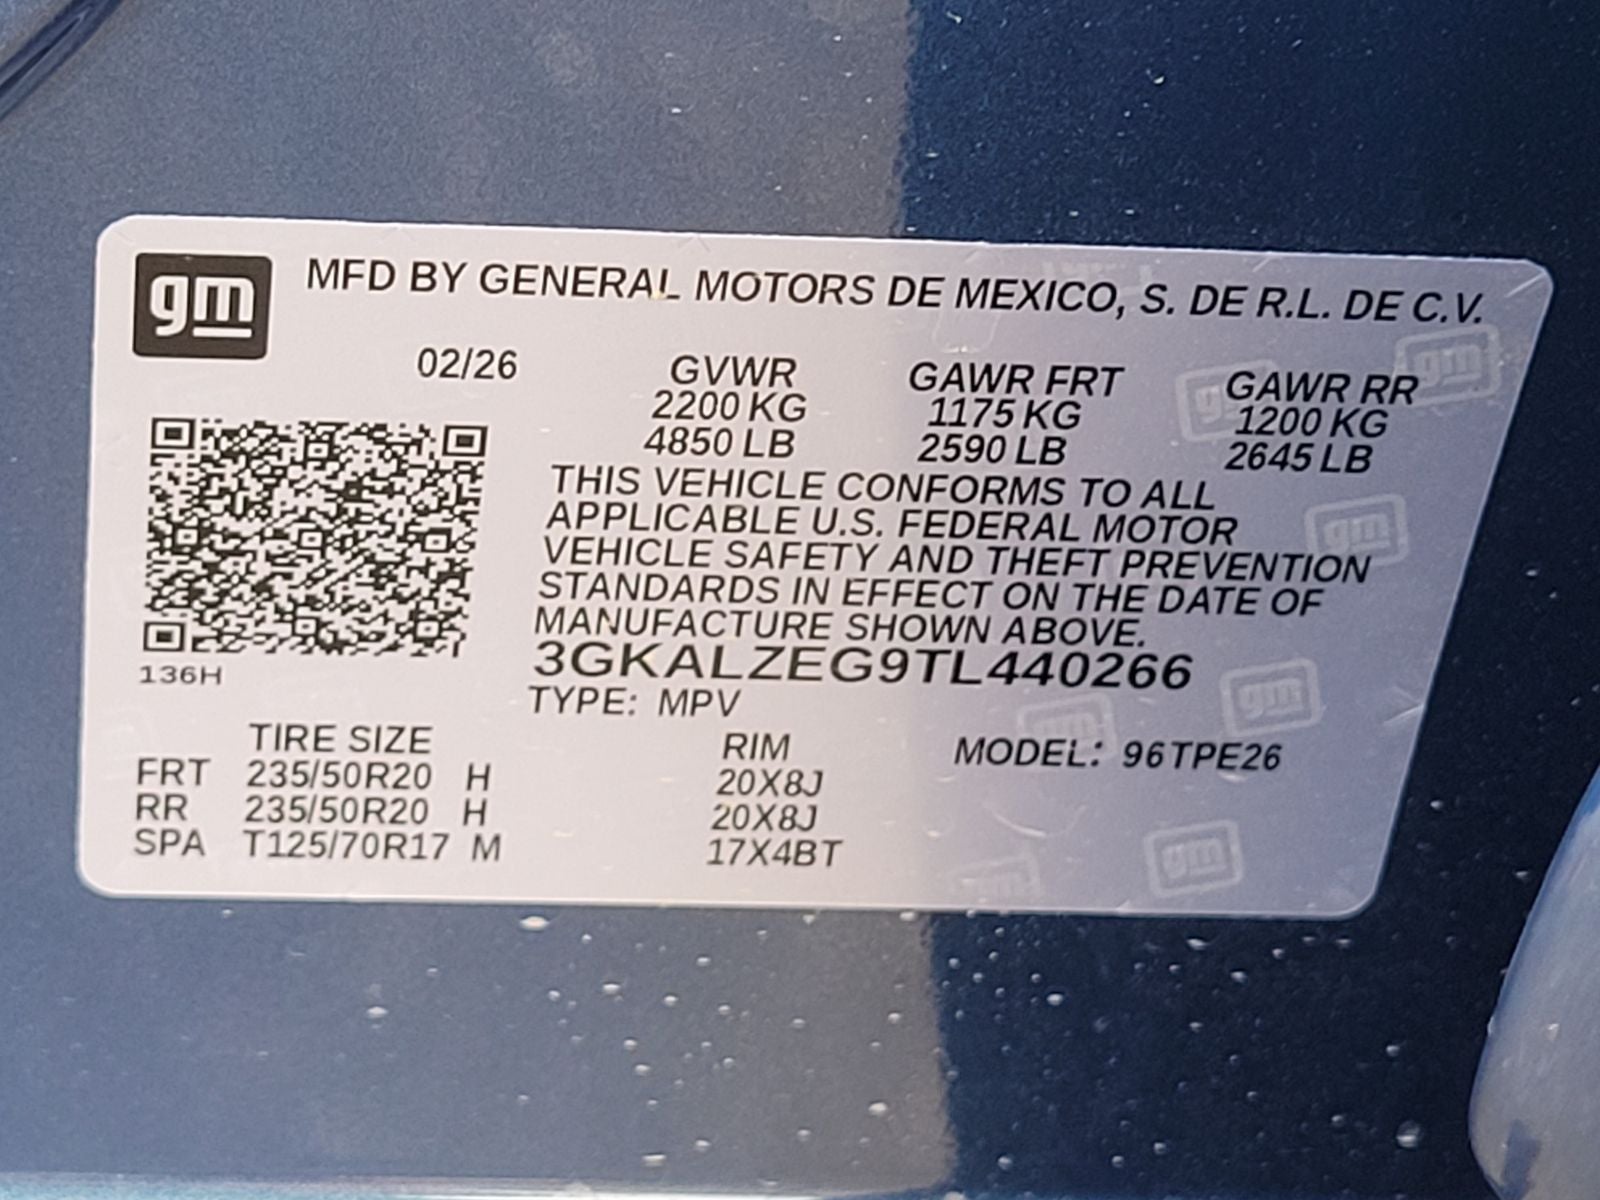 gm MFD BY GENERAL MOTORS DE MEXICO, S. DE R.L. DE C.V.
02/26 GVWR GAWR FRT GAWR RR
2200 KG 1175 KG 1200 KG
4850 LB 2590 LB 2645 LB
THIS VEHICLE CONFORMS TO ALL
APPLICABLE U.S. FEDERAL MOTOR
VEHICLE SAFETY AND THEFT PREVENTION
STANDARDS IN EFFECT ON THE DATE OF
MANUFACTURE SHOWN ABOVE.
136H 3GKALZEG9TL440266
TYPE: MPV
TIRE SIZE RIM MODEL: 96TPE26
FRT 235/50R20 H 20X8J
RR 235/50R20 H 20X8J
SPA T125/70R17 M 17X4BT